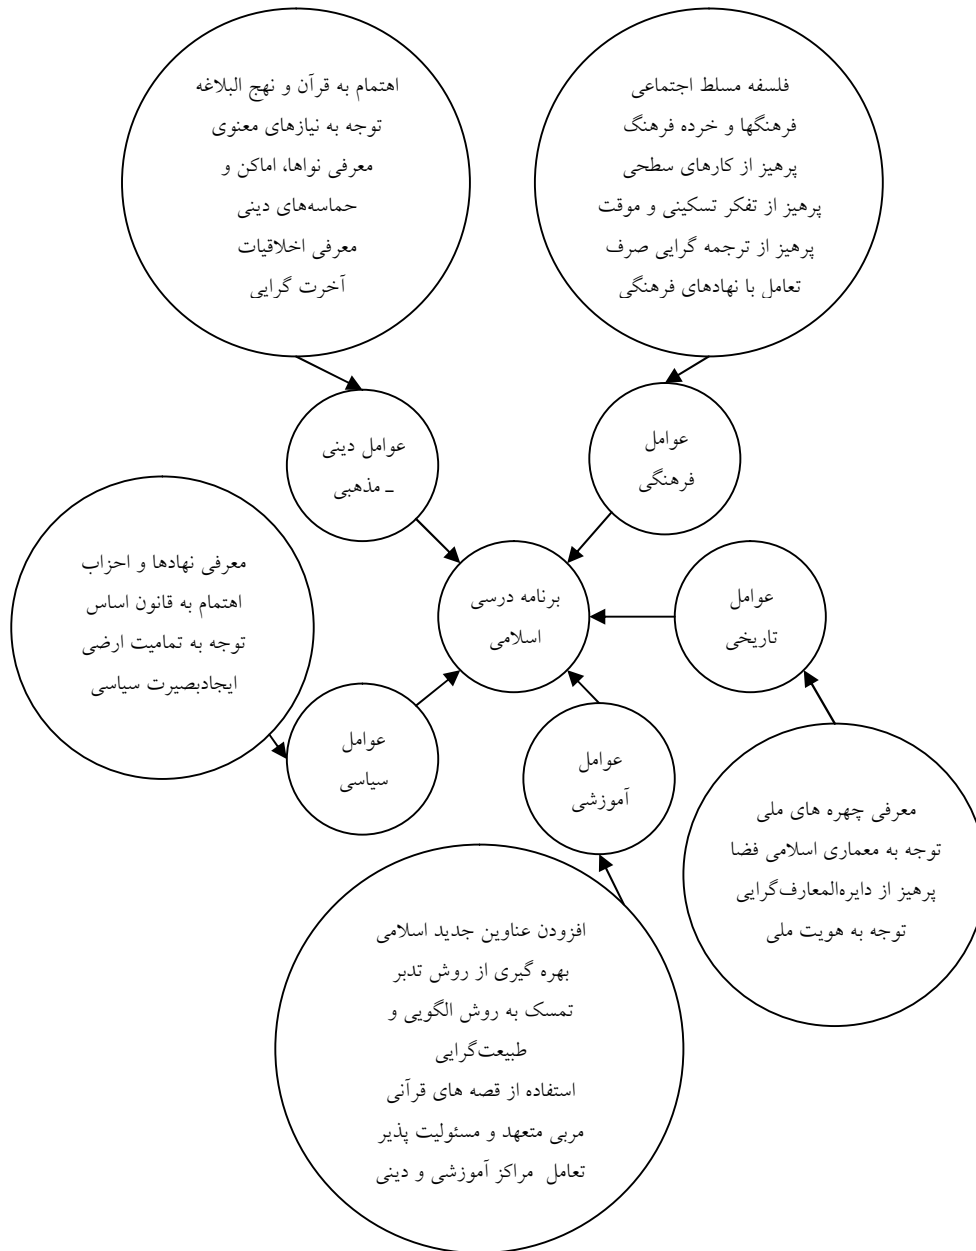 فلسفه مسلط اجتماعی
فرهنگها و خرده فرهنگ
پرهیز از کارهای سطحی
پرهیز از تفکر تسکینی و موقت
پرهیز از ترجمه گرایی صرف
تعامل با نهادهای فرهنگی
اهتمام به قرآن و نهج البلاغه
توجه به نیازهای معنوی
معرفی نواها، اماکن و
حماسه‌های دینی
معرفی اخلاقیات
آخرت گرایی
عوامل
فرهنگی
عوامل دینی
ـ مذهبی
معرفی نهادها و احزاب
اهتمام به قانون اساس
توجه به تمامیت ارضی
ایجادبصیرت سیاسی
برنامه درسی
اسلامی
عوامل
تاریخی
عوامل
سیاسی
عوامل
آموزشی
معرفی چهره های ملی
توجه به معماری اسلامی فضا
پرهیز از دایره‌المعارف‌گرایی
توجه به هویت ملی
افزودن عناوین جدید اسلامی
بهره گیری از روش تدبر
تمسک به روش الگویی و
طبیعت‌گرایی
استفاده از قصه های قرآنی
مربی متعهد و مسئولیت پذیر
تعامل مراکز آموزشی و دینی